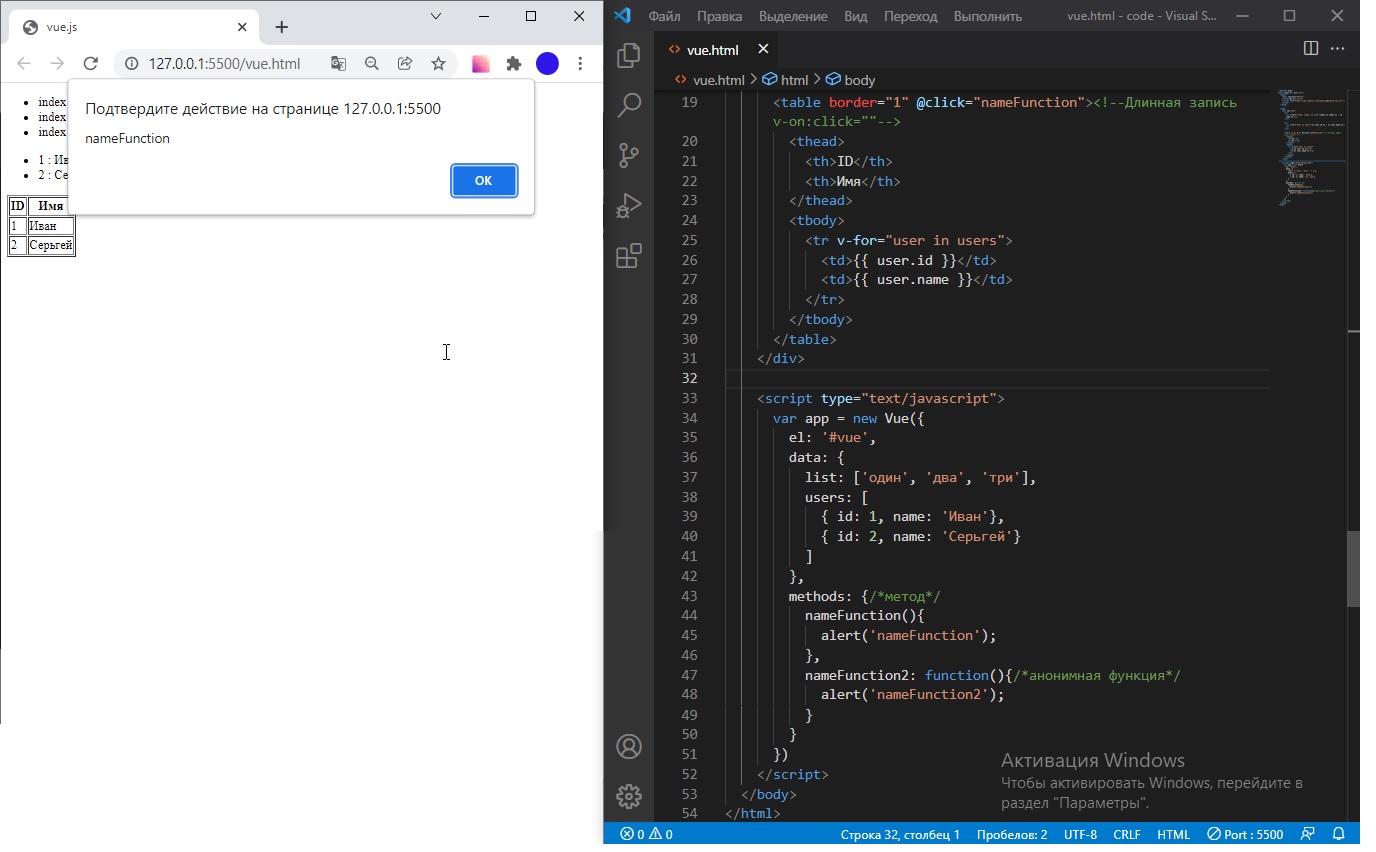 vue.js
127.0.0.1:5500/vue.html
Подтвердите действие на странице 127.0.0.1:5500
nameFunction
ОК
index
index
index
1 : Ив
2 : Се
ID Имя
1 Иван
2 Серьгей
Файл Правка Выделение Вид Переход Выполнить vue.html - code - Visual S...
vue.html
vue.html > html > body
19 <table border="1" @click="nameFunction"><!--Длинная запись
v-on:click=""-->
20 <thead>
21 <th>ID</th>
22 <th>Имя</th>
23 </thead>
24 <tbody>
25 <tr v-for="user in users">
26 <td>{{ user.id }}</td>
27 <td>{{ user.name }}</td>
28 </tr>
29 </tbody>
30 </table>
31 </div>
32
33 <script type="text/javascript">
34 var app = new Vue({
35 el: '#vue',
36 data: {
37 list: ['один', 'два', 'три'],
38 users: [
39 { id: 1, name: 'Иван'},
40 { id: 2, name: 'Серьгей'}
41 ]
42 },
43 methods: {/*метод*/
44 nameFunction(){
45 alert('nameFunction');
46 },
47 nameFunction2: function(){/*анонимная функция*/
48 alert('nameFunction2');
49 }
50 }
51 })
52 </script>
53 </body>
54 </html>
Активация Windows
Чтобы активировать Windows, перейдите в
раздел "Параметры".
0 0 Строка 32, столбец 1 Пробелов: 2 UTF-8 CRLF HTML Port : 5500